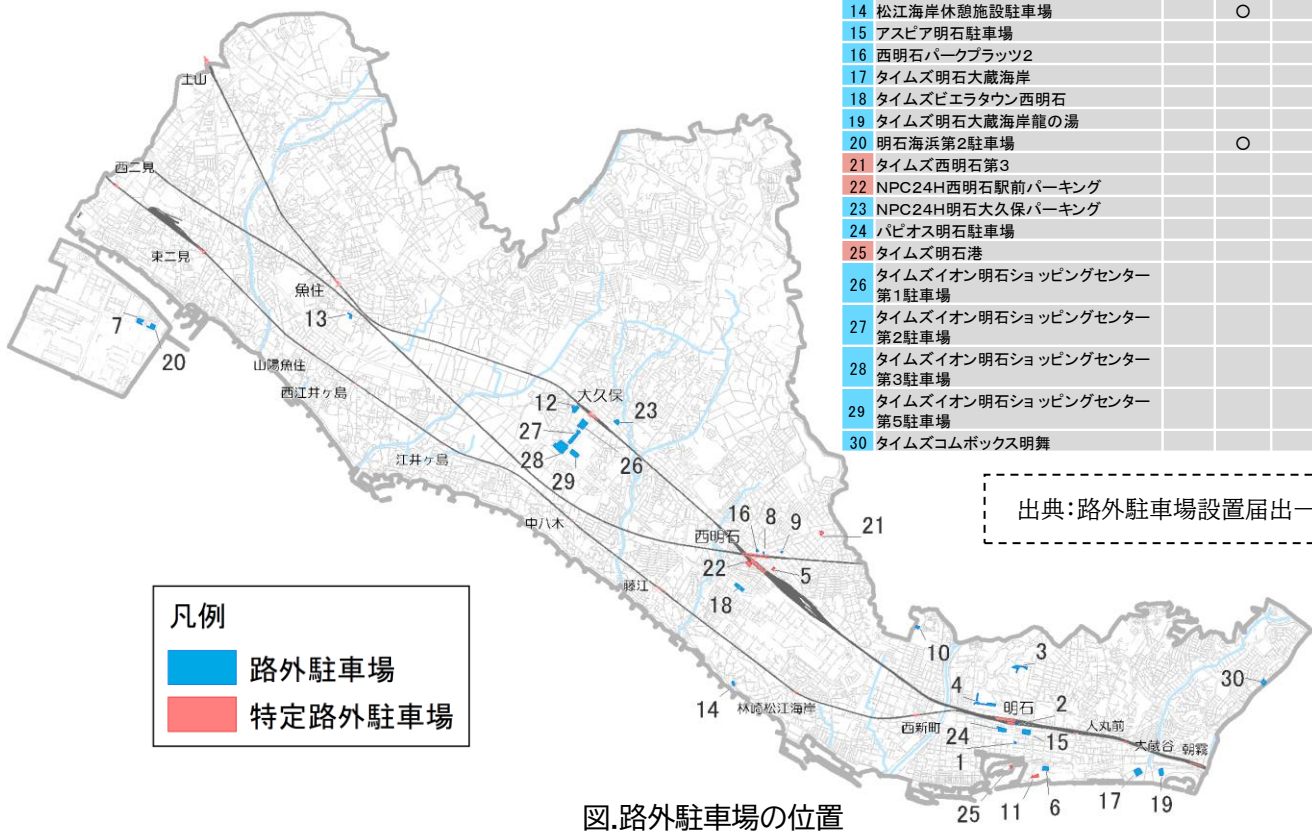 14 松江海岸休憩施設駐車場 ○
15 アスピア明石駐車場
16 西明石パークプラッツ2
17 タイムズ明石大蔵海岸
18 タイムズビエラタウン西明石
19 タイムズ明石大蔵海岸龍の湯
20 明石海浜第2駐車場 ○
21 タイムズ西明石第3
22 NPC24H西明石駅前パーキング
23 NPC24H明石大久保パーキング
24 パピオス明石駐車場
25 タイムズ明石港
26 タイムズイオン明石ショッピングセンター
第1駐車場
27 タイムズイオン明石ショッピングセンター
第2駐車場
28 タイムズイオン明石ショッピングセンター
第3駐車場
29 タイムズイオン明石ショッピングセンター
第5駐車場
30 タイムズコムボックス明舞
出典:路外駐車場設置届出一
土山
西二見
東二見
魚住
13
7
20
山陽魚住
西江井ヶ島
大久保
12
23
27
28
26
29
江井ヶ島
中八木
16
8
9
21
西明石
22
5
18
藤江
10
3
30
14
林崎松江海岸
4
明石
2
西新町
24
15
人丸前
大蔵谷
朝霧
1
25
11
6
17
19
凡例
路外駐車場
特定路外駐車場
図.路外駐車場の位置